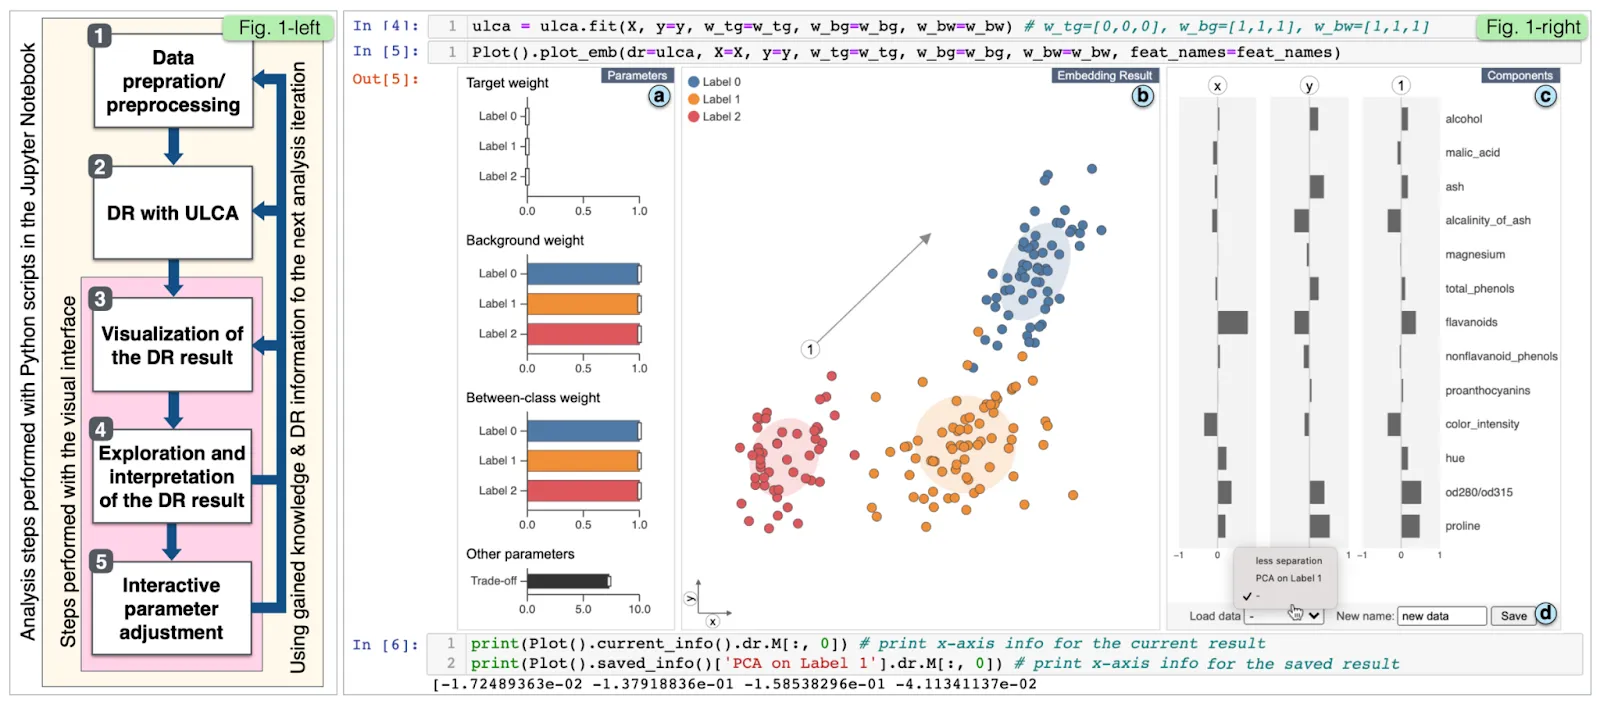 Fig. 1-left
Analysis steps performed with Python scripts in the Jupyter Notebook
Steps performed with the visual interface
1
Data
prepration/
preprocessing
2
DR with ULCA
3
Visualization of
the DR result
4
Exploration and
interpretation
of the DR result
5
Interactive
parameter
adjustment
Using gained knowledge & DR information fo the next analysis iteration
Fig. 1-right
In [4]: 1 ulca = ulca.fit(X, y=y, w_tg=w_tg, w_bg=w_bg, w_bw=w_bw) # w_tg=[0,0,0], w_bg=[1,1,1], w_bw=[1,1,1]
In [5]: 1 Plot().plot_emb(dr=ulca, X=X, y=y, w_tg=w_tg, w_bg=w_bg, w_bw=w_bw, feat_names=feat_names)
Out[5]:
Parameters
a
Target weight
Label 0
Label 1
Label 2
0.0 0.5 1.0
Background weight
Label 0
Label 1
Label 2
0.0 0.5 1.0
Between-class weight
Label 0
Label 1
Label 2
0.0 0.5 1.0
Other parameters
Trade-off
0.0 5.0 10.0
Embedding Result
b
Label 0
Label 1
Label 2
1
y
x
Components
c
x y 1
alcohol
malic_acid
ash
alcalinity_of_ash
magnesium
total_phenols
flavanoids
nonflavanoid_phenols
proanthocyanins
color_intensity
hue
od280/od315
proline
−1 0 1 −1 0 1
less separation
PCA on Label 1
✓ -
Load data - New name: new data Save
d
In [6]: 1 print(Plot().current_info().dr.M[:, 0]) # print x-axis info for the current result
2 print(Plot().saved_info()['PCA on Label 1'].dr.M[:, 0]) # print x-axis info for the saved result
[-1.72489363e-02 -1.37918836e-01 -1.58538296e-01 -4.11341137e-02